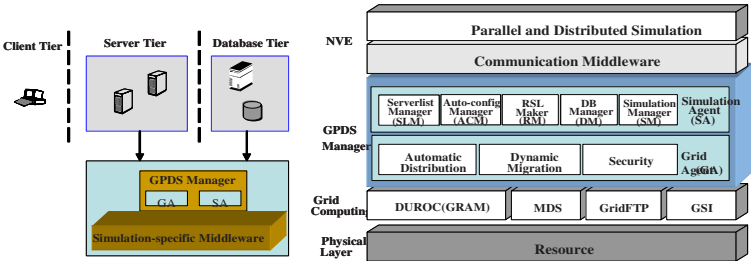 Client Tier
Server Tier
Database Tier
GPDS Manager
GA
SA
Simulation-specific Middleware
NVE
Parallel and Distributed Simulation
Communication Middleware
GPDS
Manager
Serverlist
Manager
(SLM)
Auto-config
Manager
(ACM)
RSL
Maker
(RM)
DB
Manager
(DM)
Simulation
Manager
(SM)
Simulation
Agent
(SA)
Automatic
Distribution
Dynamic
Migration
Security
Grid
Agent(GA)
Grid
Computing
DUROC(GRAM)
MDS
GridFTP
GSI
Physical
Layer
Resource